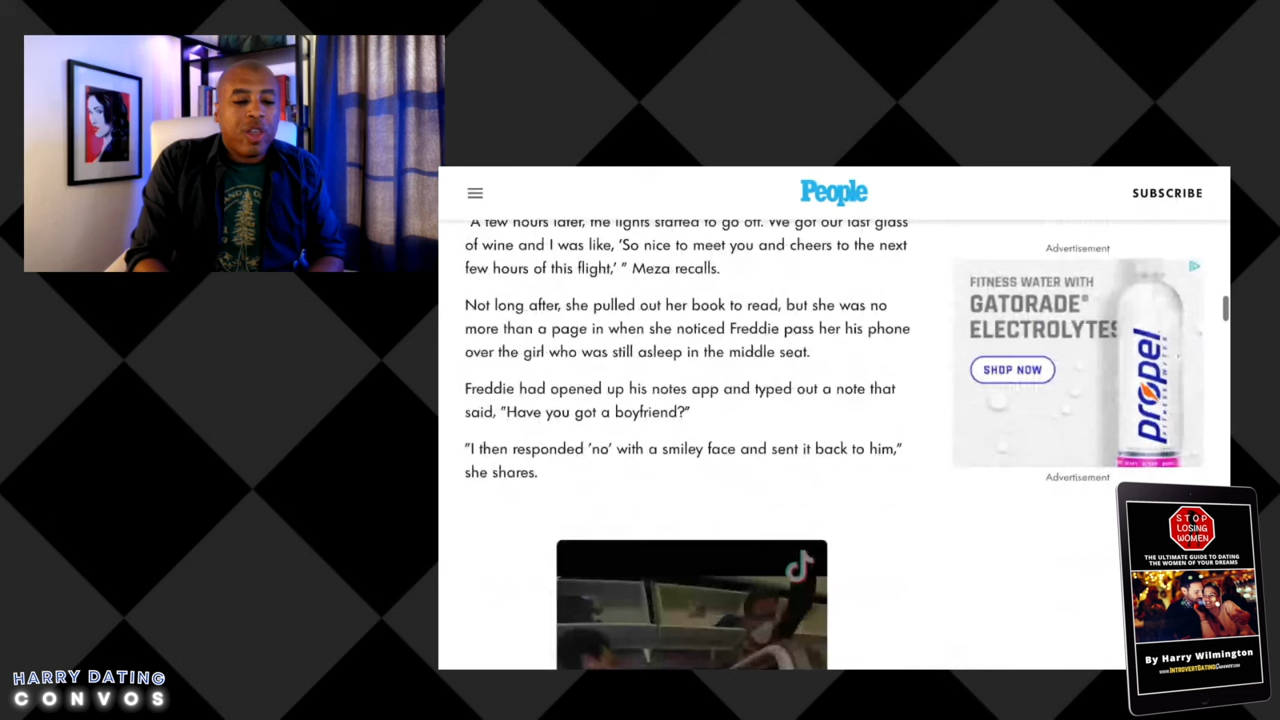 People
SUBSCRIBE
"A few hours later, the lights started to go off. We got our last glass
of wine and I was like, 'So nice to meet you and cheers to the next
few hours of this flight,' " Meza recalls.
Not long after, she pulled out her book to read, but she was no
more than a page in when she noticed Freddie pass her his phone
over the girl who was still asleep in the middle seat.
Freddie had opened up his notes app and typed out a note that
said, "Have you got a boyfriend?"
"I then responded 'no' with a smiley face and sent it back to him,"
she shares.
Advertisement
FITNESS WATER WITH
GATORADE®
ELECTROLYTES
SHOP NOW
propel
Advertisement
STOP
LOSING
WOMEN
THE ULTIMATE GUIDE TO DATING
THE WOMEN OF YOUR DREAMS
By Harry Wilmington
HARRY DATING
CONVOS